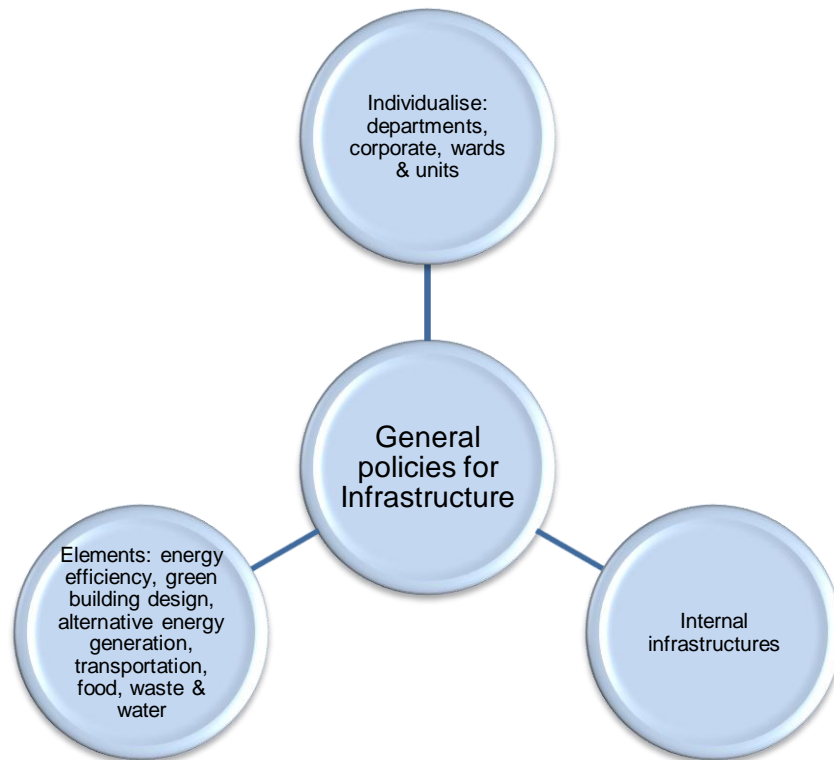 Individualise:
departments,
corporate, wards
& units
General
policies for
Infrastructure
Elements: energy
efficiency, green
building design,
alternative energy
generation,
transportation,
food, waste &
water
Internal
infrastructures